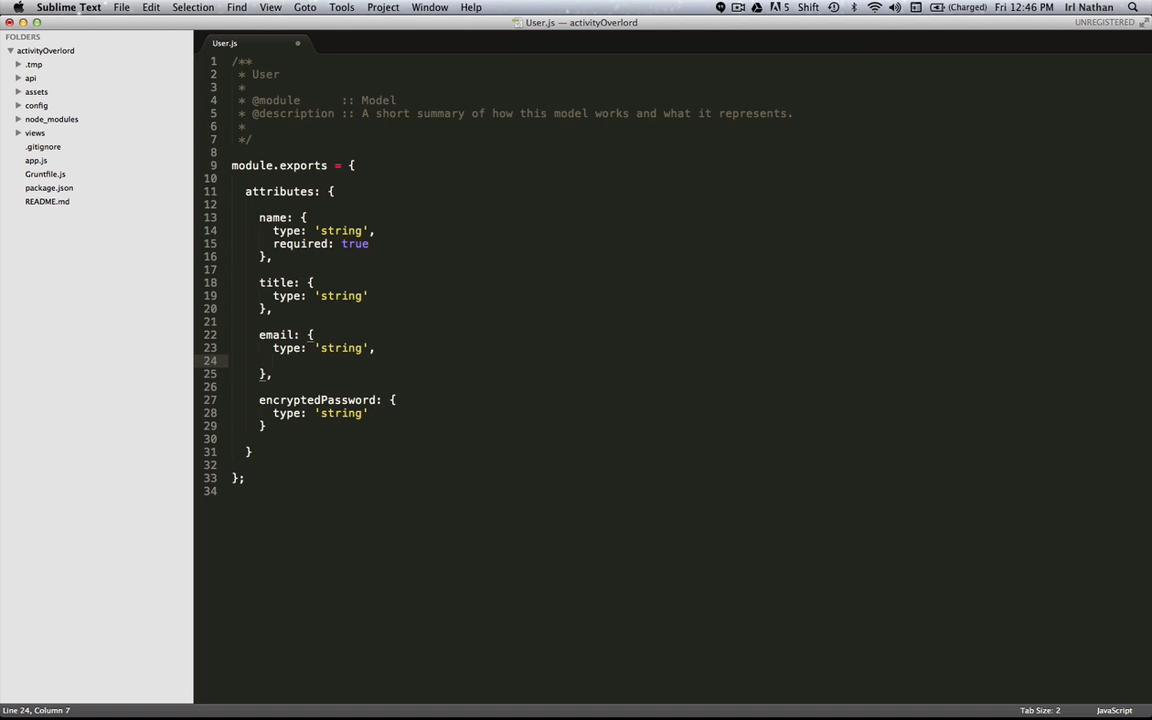 Sublime Text File Edit Selection Find View Goto Tools Project Window Help 5 Shift (Charged) Fri 12:46 PM Irl Nathan
User.js — activityOverlord UNREGISTERED
FOLDERS
activityOverlord
.tmp
api
assets
config
node_modules
views
.gitignore
app.js
Gruntfile.js
package.json
README.md
User.js
1 /**
2 * User
3 *
4 * @module :: Model
5 * @description :: A short summary of how this model works and what it represents.
6 *
7 */
8
9 module.exports = {
10
11 attributes: {
12
13 name: {
14 type: 'string',
15 required: true
16 },
17
18 title: {
19 type: 'string'
20 },
21
22 email: {
23 type: 'string',
24
25 },
26
27 encryptedPassword: {
28 type: 'string'
29 }
30
31 }
32
33 };
34
Line 24, Column 7 Tab Size: 2 JavaScript